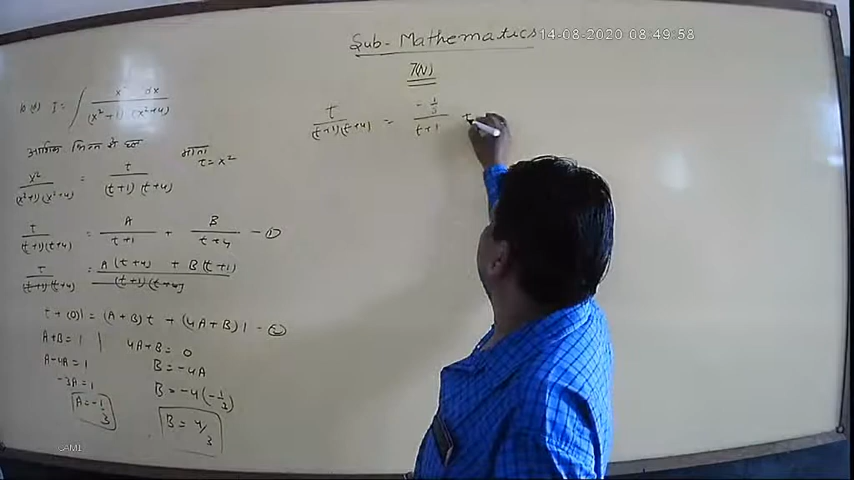 Sub- Mathematics
14-08-2020 08:49:58
7(N)
I = ∫ x² dx / (x²+1)(x²+4)
आंशिक भिन्न से हल
माना t = x²
x² / (x²+1)(x²+4) = t / (t+1)(t+4)
t / (t+1)(t+4) = A / t+1 + B / t+4 — ①
t / (t+1)(t+4) = A(t+4) + B(t+1) / (t+1)(t+4)
t + (0)1 = (A+B)t + (4A+B)1 — ②
A+B = 1
4A+B = 0
A-4A = 1
B = -4A
-3A = 1
B = -4(-1/3)
A = -1/3
B = 4/3
t / (t+1)(t+4) = -1/3 / t+1 +
SAM1